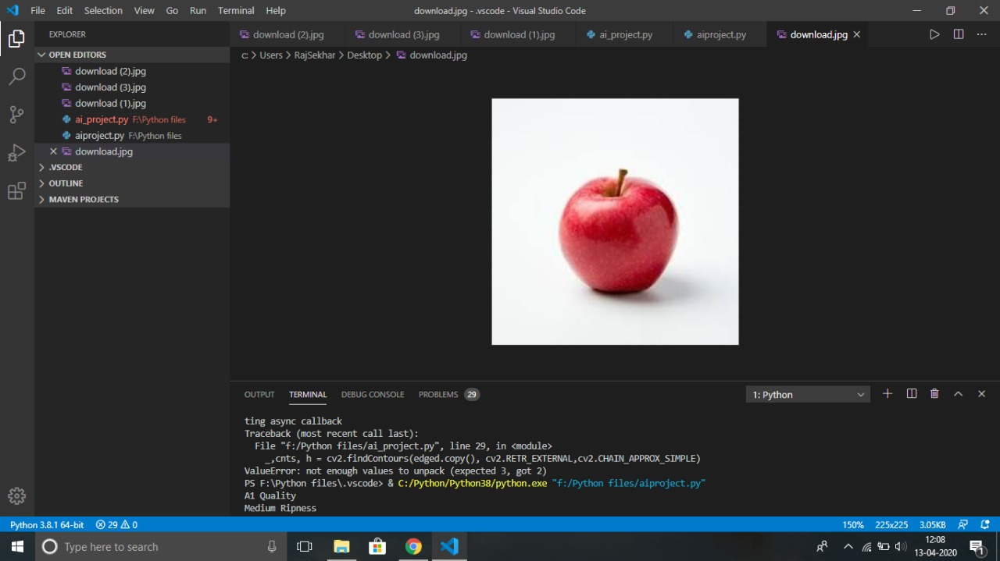 File Edit Selection View Go Run Terminal Help download.jpg - .vscode - Visual Studio Code
EXPLORER
OPEN EDITORS
download (2).jpg
download (3).jpg
download (1).jpg
ai_project.py F:\Python files 9+
aiproject.py F:\Python files
download.jpg
.VSCODE
OUTLINE
MAVEN PROJECTS
download (2).jpg download (3).jpg download (1).jpg ai_project.py aiproject.py download.jpg
c: > Users > RajSekhar > Desktop > download.jpg
OUTPUT TERMINAL DEBUG CONSOLE PROBLEMS 29 1: Python
ting async callback
Traceback (most recent call last):
File "f:/Python files/ai_project.py", line 29, in <module>
_,cnts, h = cv2.findContours(edged.copy(), cv2.RETR_EXTERNAL,cv2.CHAIN_APPROX_SIMPLE)
ValueError: not enough values to unpack (expected 3, got 2)
PS F:\Python files\.vscode> & C:/Python/Python38/python.exe "f:/Python files/aiproject.py"
A1 Quality
Medium Ripness
Python 3.8.1 64-bit 29 0 150% 225x225 3.05KB
Type here to search
12:08
13-04-2020
1